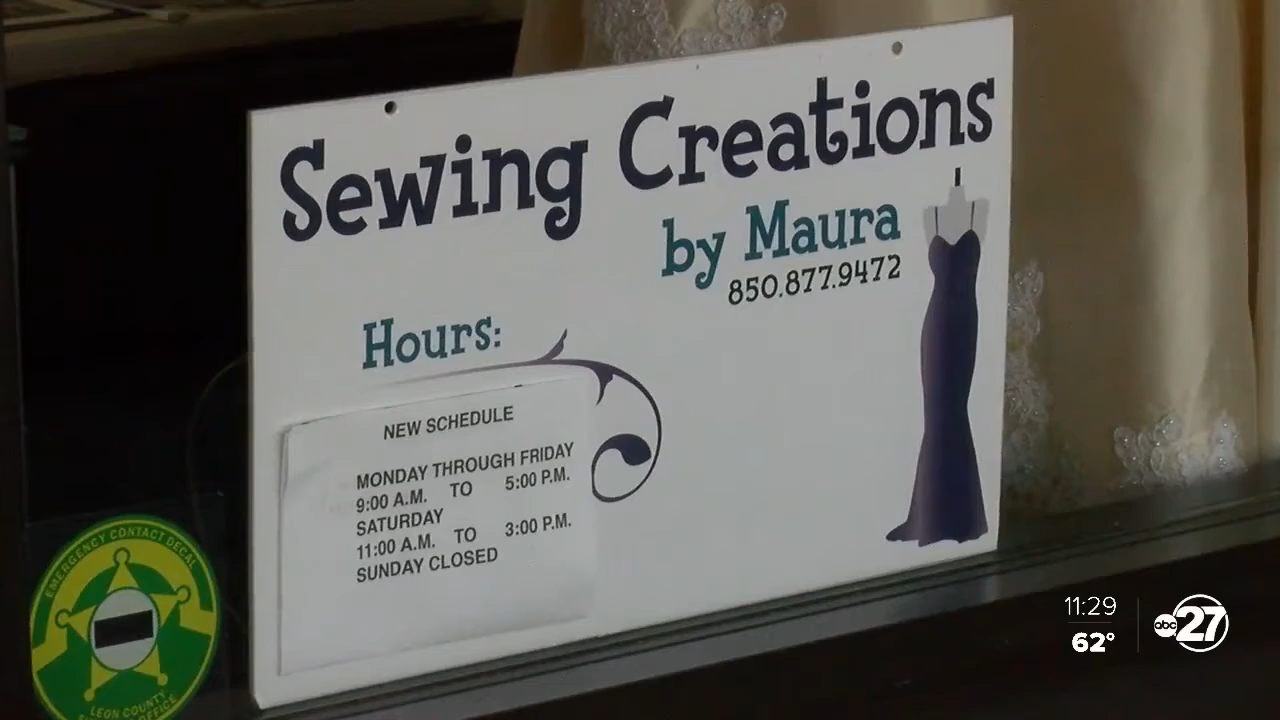 Sewing Creations
by Maura
850.877.9472
Hours:
NEW SCHEDULE
MONDAY THROUGH FRIDAY
9:00 A.M. TO 5:00 P.M.
SATURDAY
11:00 A.M. TO 3:00 P.M.
SUNDAY CLOSED
EMERGENCY CONTACT DECAL
LEON COUNTY
OFFICE
11:29
62°
abc 27